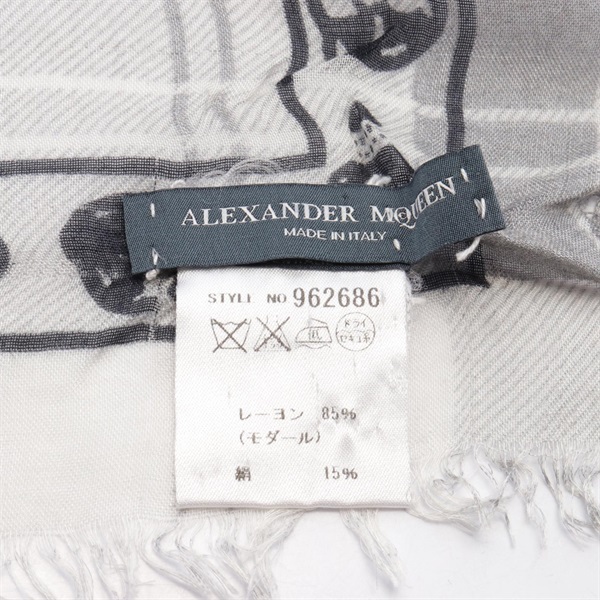 ALEXANDER McQUEEN
MADE IN ITALY
STYLE NO 962686
低
ドライ
セキユ系
レーヨン 85%
(モダール)
絹 15%